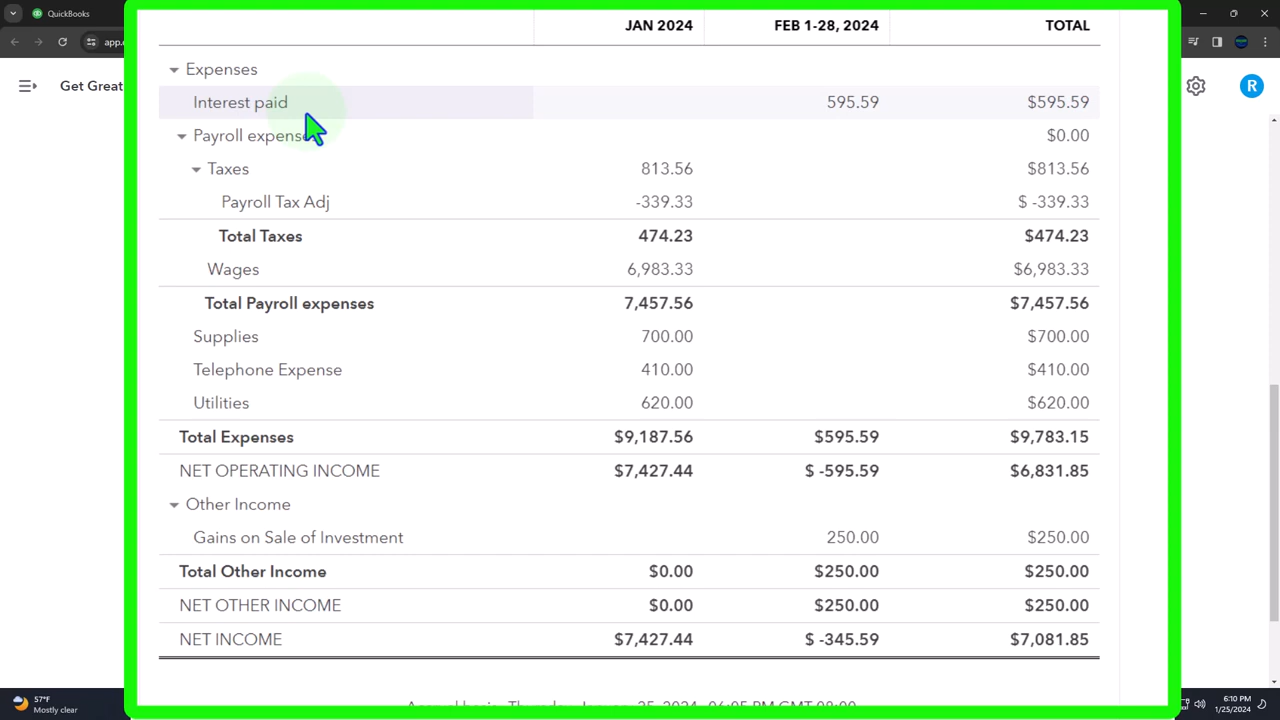 QuickBooks
app.
Get Great
R
JAN 2024 FEB 1-28, 2024 TOTAL
Expenses
Interest paid 595.59 $595.59
Payroll expenses $0.00
Taxes 813.56 $813.56
Payroll Tax Adj -339.33 $ -339.33
Total Taxes 474.23 $474.23
Wages 6,983.33 $6,983.33
Total Payroll expenses 7,457.56 $7,457.56
Supplies 700.00 $700.00
Telephone Expense 410.00 $410.00
Utilities 620.00 $620.00
Total Expenses $9,187.56 $595.59 $9,783.15
NET OPERATING INCOME $7,427.44 $ -595.59 $6,831.85
Other Income
Gains on Sale of Investment 250.00 $250.00
Total Other Income $0.00 $250.00 $250.00
NET OTHER INCOME $0.00 $250.00 $250.00
NET INCOME $7,427.44 $ -345.59 $7,081.85
52°F
Mostly clear
6:10 PM
1/25/2024